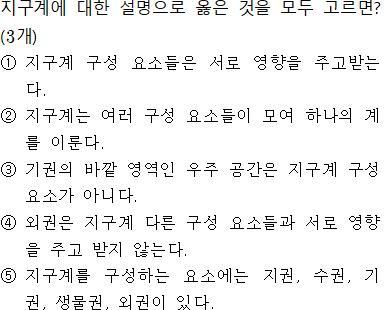 지구계에 대한 설명으로 옳은 것을 모두 고르면?
(3개)
① 지구계 구성 요소들은 서로 영향을 주고받는
다.
② 지구계는 여러 구성 요소들이 모여 하나의 계
를 이룬다.
③ 기권의 바깥 영역인 우주 공간은 지구계 구성
요소가 아니다.
④ 외권은 지구계 다른 구성 요소들과 서로 영향
을 주고 받지 않는다.
⑤ 지구계를 구성하는 요소에는 지권, 수권, 기
권, 생물권, 외권이 있다.